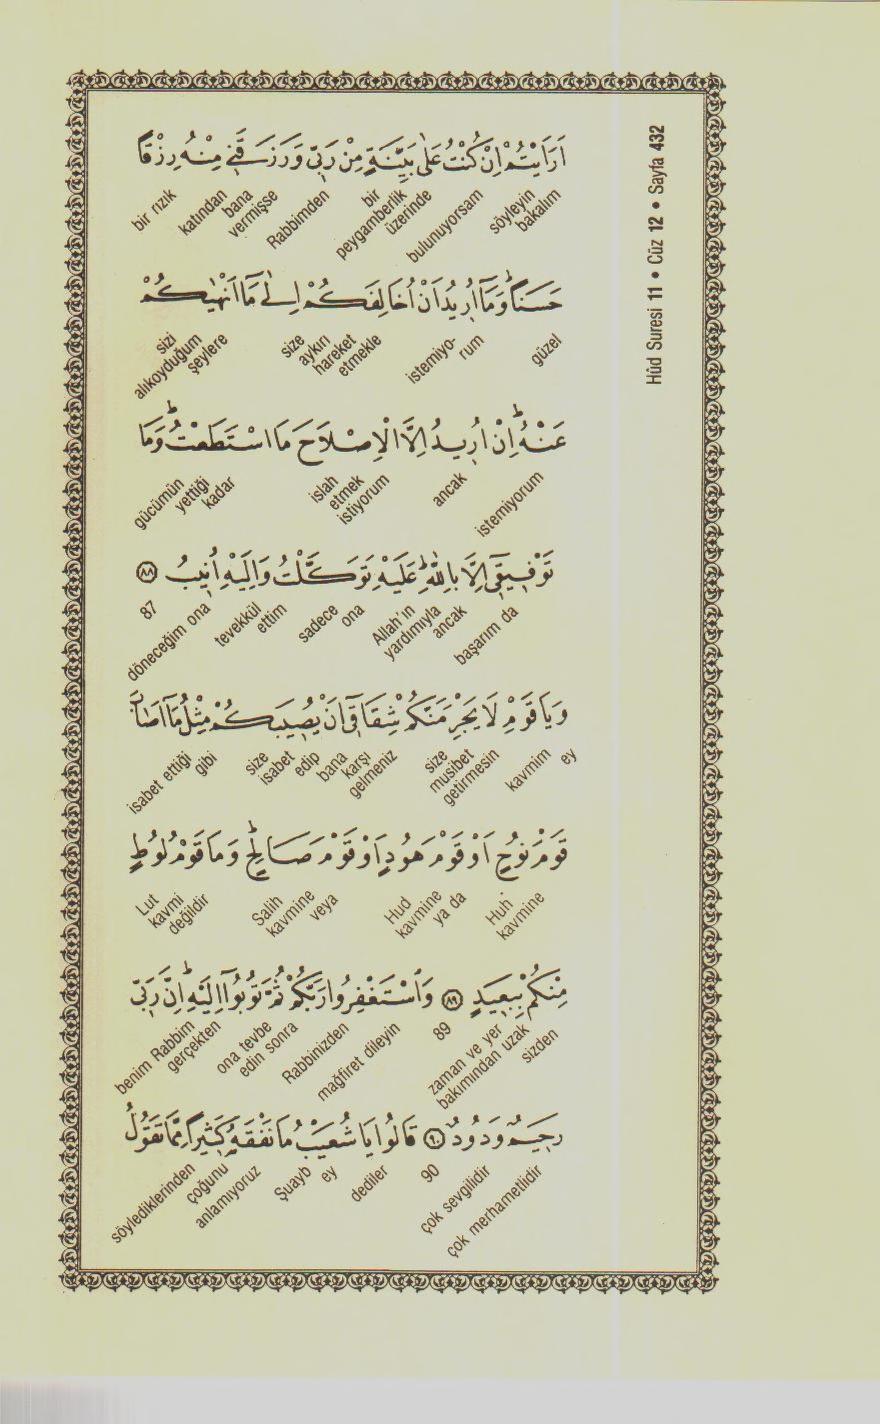 Hûd Suresi 11 • Cüz 12 • Sayfa 432
اَرَاَيْتُمْ اِنْ كُنْتُ عَلٰى بَيِّنَةٍ مِنْ رَبّٖى وَرَزَقَنٖى مِنْهُ رِزْقًا
söyleyin bakalım bulunuyorsam üzerinde peygamberlik bir Rabbimden vermişse bana katından bir rızık
حَسَنًا وَمَٓا اُرٖيدُ اَنْ اُخَالِفَكُمْ اِلٰى مَٓا اَنْهٰيكُمْ
güzel istemiyo-rum etmekle hareket aykırı size şeylere alıkoyduğum sizi
عَنْهُ اِنْ اُرٖيدُ اِلَّا الْاِصْلَاحَ مَا اسْتَطَعْتُ وَمَا
istemiyorum ancak istiyorum etmek islah kadar yettiği gücümün
تَوْفٖيقٖٓى اِلَّا بِاللّٰهِ عَلَيْهِ تَوَكَّلْتُ وَاِلَيْهِ اُنٖيبُ ٨٨
başarım da ancak yardımıyla Allah'ın ona sadece ettim tevekkül döneceğim ona 87
وَيَا قَوْمِ لَا يَجْرِمَنَّكُمْ شِقَاقٖٓى اَنْ يُصٖيبَكُمْ مِثْلُ مَٓا اَصَابَ
ey kavmim getirmesin musibet size gelmeniz karşı bana edip isabet size gibi isabet ettiği
قَوْمَ نُوحٍ اَوْ قَوْمَ هُودٍ اَوْ قَوْمَ صَالِحٍ وَمَا قَوْمُ لُوطٍ
kavmine Huh ya da kavmine Hud veya kavmine Salih değildir kavmi Lut
مِنْكُمْ بِبَعٖيدٍ ٨٩ وَاسْتَغْفِرُوا رَبَّكُمْ ثُمَّ تُوبُٓوا اِلَيْهِ اِنَّ رَبّٖى
sizden bakımından uzak zaman ve yer 89 mağfiret dileyin Rabbinizden edin sonra ona tevbe gerçekten benim Rabbim
رَحٖيمٌ وَدُودٌ ٩٠ قَالُوا يَا شُعَيْبُ مَا نَفْقَهُ كَثٖيرًا مِمَّا تَقُولُ
çok merhametlidir çok sevgilidir 90 dediler ey Şuayb anlamıyoruz çoğunu söylediklerinden